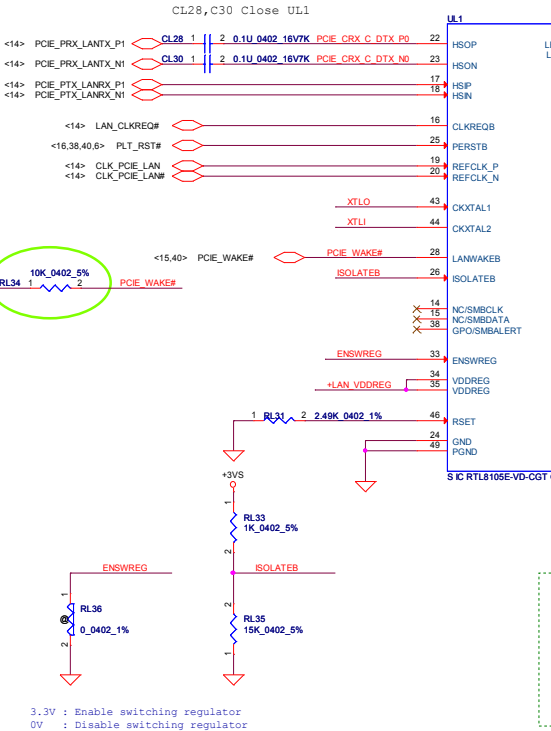 CL28,C30 Close UL1
UL1
<14> PCIE_PRX_LANTX_P1 CL28 1 2 0.1U_0402_16V7K PCIE_CRX_C_DTX_P0 22 HSOP
<14> PCIE_PRX_LANTX_N1 CL30 1 2 0.1U_0402_16V7K PCIE_CRX_C_DTX_N0 23 HSON
<14> PCIE_PTX_LANRX_P1 17 HSIP
<14> PCIE_PTX_LANRX_N1 18 HSIN
<14> LAN_CLKREQ# 16 CLKREQB
<16,38,40,6> PLT_RST# 25 PERSTB
<14> CLK_PCIE_LAN 19 REFCLK_P
<14> CLK_PCIE_LAN# 20 REFCLK_N
XTLO 43 CKXTAL1
XTLI 44 CKXTAL2
<15,40> PCIE_WAKE# PCIE_WAKE# 28 LANWAKEB
ISOLATEB 26 ISOLATEB
10K_0402_5%
RL34 1 2 PCIE_WAKE#
14 NC/SMBCLK
15 NC/SMBDATA
38 GPO/SMBALERT
ENSWREG 33 ENSWREG
34 VDDREG
+LAN_VDDREG 35 VDDREG
1 RL31 2 2.49K_0402_1% 46 RSET
24 GND
49 PGND
S IC RTL8105E-VD-CGT
+3VS
1
RL33
1K_0402_5%
2
ENSWREG
ISOLATEB
1
RL36
@
0_0402_1%
2
2
RL35
15K_0402_5%
1
3.3V : Enable switching regulator
0V : Disable switching regulator